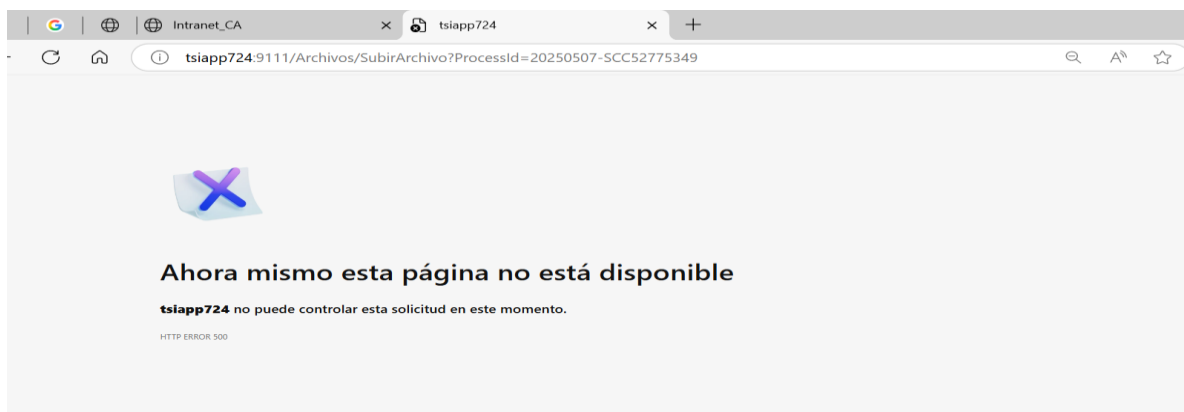 Intranet_CA
tsiapp724
tsiapp724:9111/Archivos/SubirArchivo?ProcessId=20250507-SCC52775349
Ahora mismo esta página no está disponible
tsiapp724 no puede controlar esta solicitud en este momento.
HTTP ERROR 500